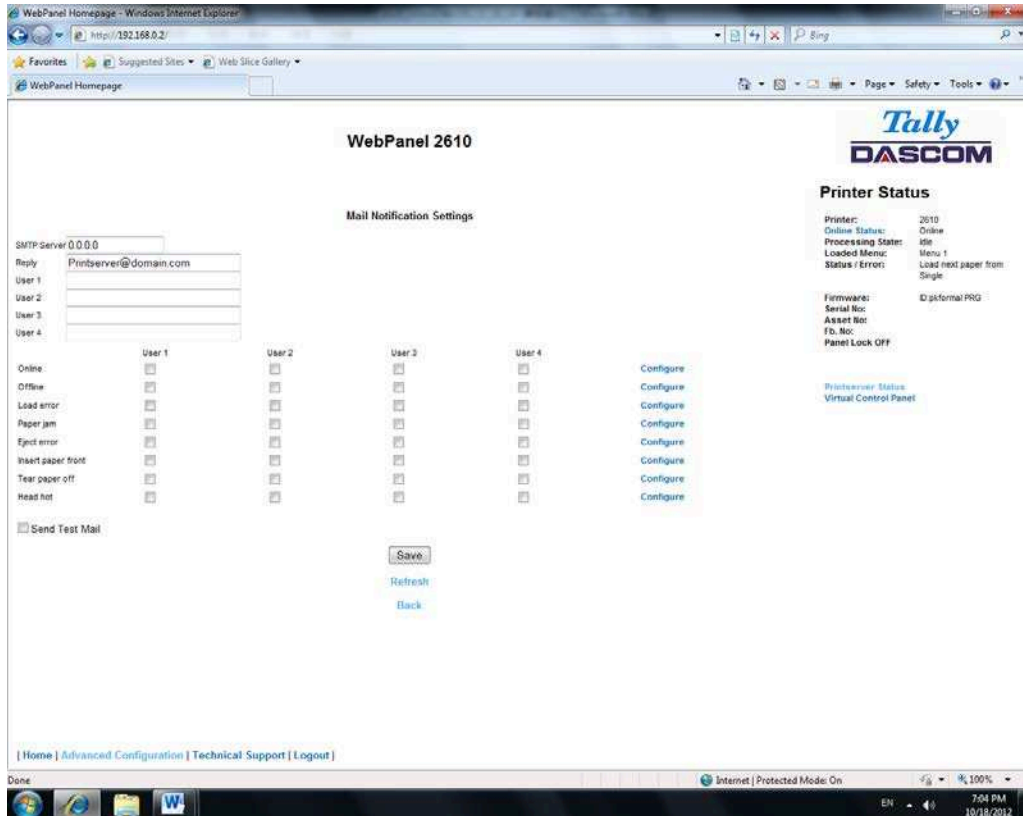 WebPanel Homepage - Windows Internet Explorer
http://192.168.0.2/
Bing
Favorites Suggested Sites Web Slice Gallery
WebPanel Homepage
Page Safety Tools
WebPanel 2610
Tally
DASCOM
Printer Status
Mail Notification Settings
Printer: 2610
Online Status: Online
Processing State: Idle
Loaded Menu: Menu 1
Status / Error: Load next paper from
Single
Firmware: ID:pkformal PRG
Serial No:
Asset No:
Fb. No:
Panel Lock OFF
Printserver Status
Virtual Control Panel
SMTP Server 0.0.0.0
Reply Printserver@domain.com
User 1
User 2
User 3
User 4
User 1 User 2 User 3 User 4
Online Configure
Offline Configure
Load error Configure
Paper jam Configure
Eject error Configure
Insert paper front Configure
Tear paper off Configure
Head hot Configure
Send Test Mail
Save
Refresh
Back
| Home | Advanced Configuration | Technical Support | Logout |
Done Internet | Protected Mode: On 100%
W
EN 7:04 PM
10/18/2012